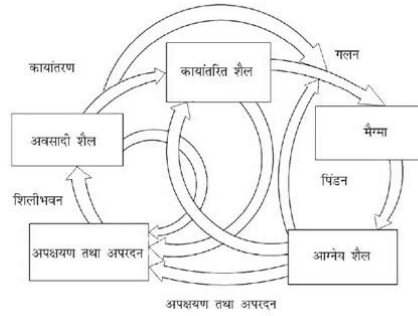 कायांतरण
गलन
कायांतरित शैल
मैग्मा
अवसादी शैल
पिंडन
शिलीभवन
अपक्षयण तथा अपरदन
आग्नेय शैल
अपक्षयण तथा अपरदन